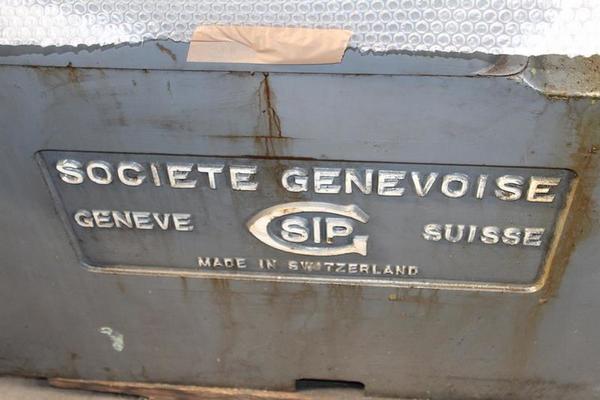 SOCIETE GENEVOISE
GENEVE SIP SUISSE
MADE IN SWITZERLAND